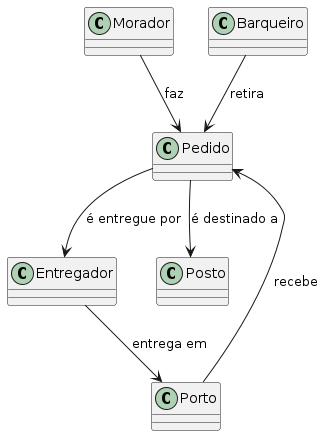 C Morador
C Barqueiro
faz
retira
C Pedido
é entregue por
é destinado a
C Entregador
C Posto
recebe
entrega em
C Porto